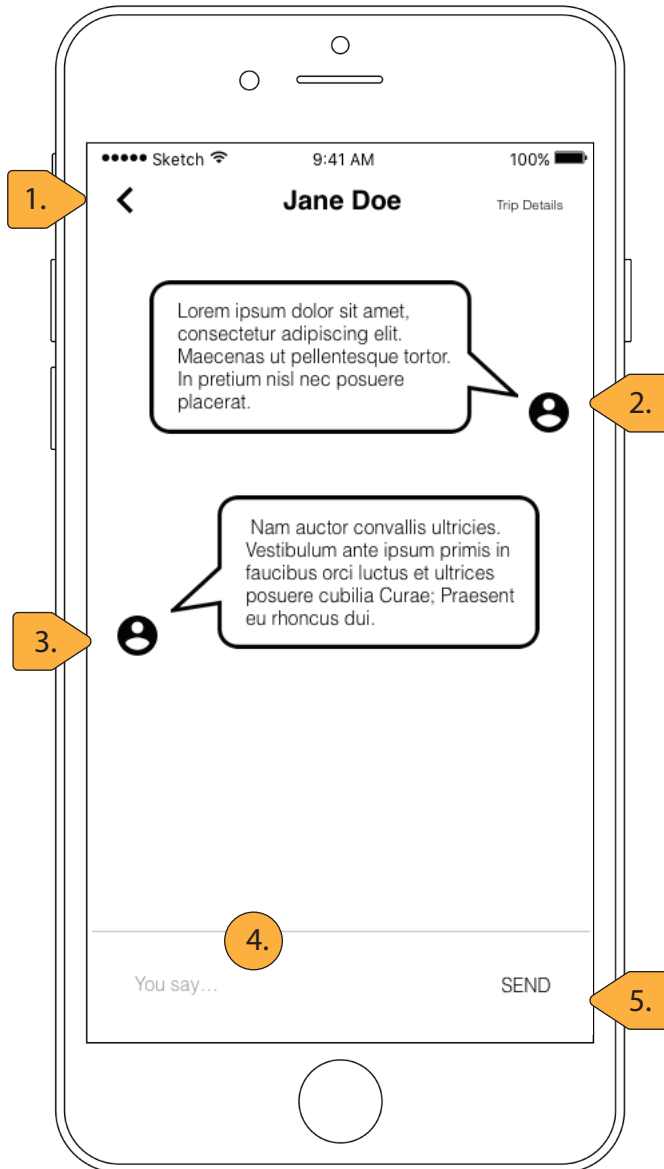 ••••• Sketch 9:41 AM 100%
1.
Jane Doe
Trip Details
Lorem ipsum dolor sit amet,
consectetur adipiscing elit.
Maecenas ut pellentesque tortor.
In pretium nisl nec posuere
placerat.
2.
Nam auctor convallis ultricies.
Vestibulum ante ipsum primis in
faucibus orci luctus et ultrices
posuere cubilia Curae; Praesent
eu rhoncus dui.
3.
4.
You say...
SEND
5.